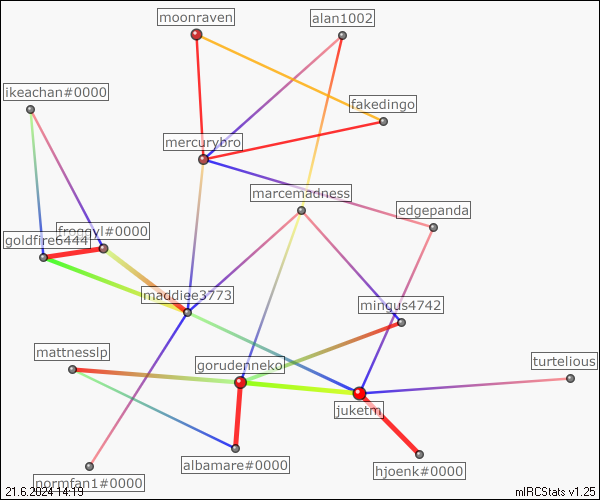 moonraven
alan1002
ikeachan#0000
fakedingo
mercurybro
marcemadness
edgepanda
froggyl#0000
goldfire6444
maddiee3773
mingus4742
mattnesslp
gorudenneko
turtelious
juketm
albamare#0000
hjoenk#0000
normfan1#0000
21.6.2024 14:19
mIRCStats v1.25